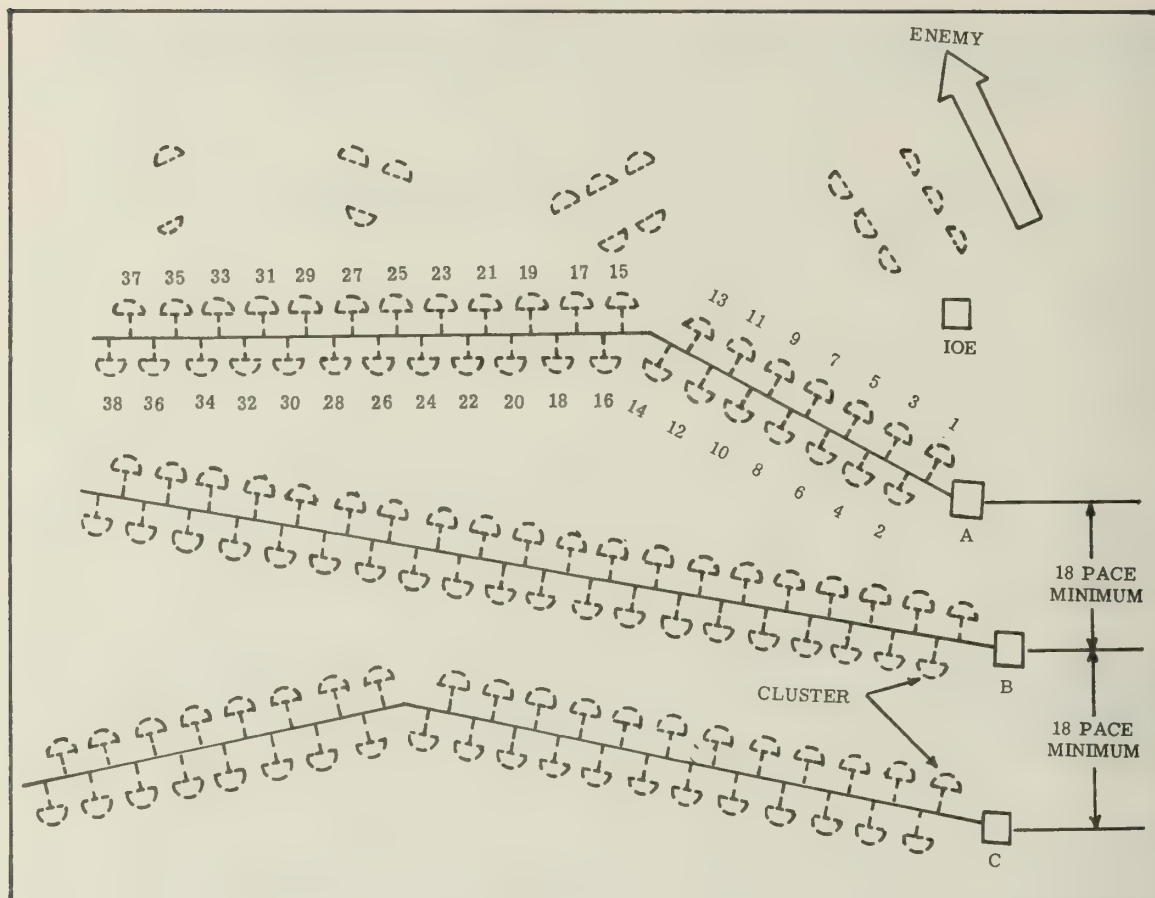 ENEMY
IOE
37 35 33 31 29 27 25 23 21 19 17 15
13 11 9 7 5 3 1
38 36 34 32 30 28 26 24 22 20 18 16
14 12 10 8 6 4 2
A
18 PACE
MINIMUM
B
CLUSTER
18 PACE
MINIMUM
C